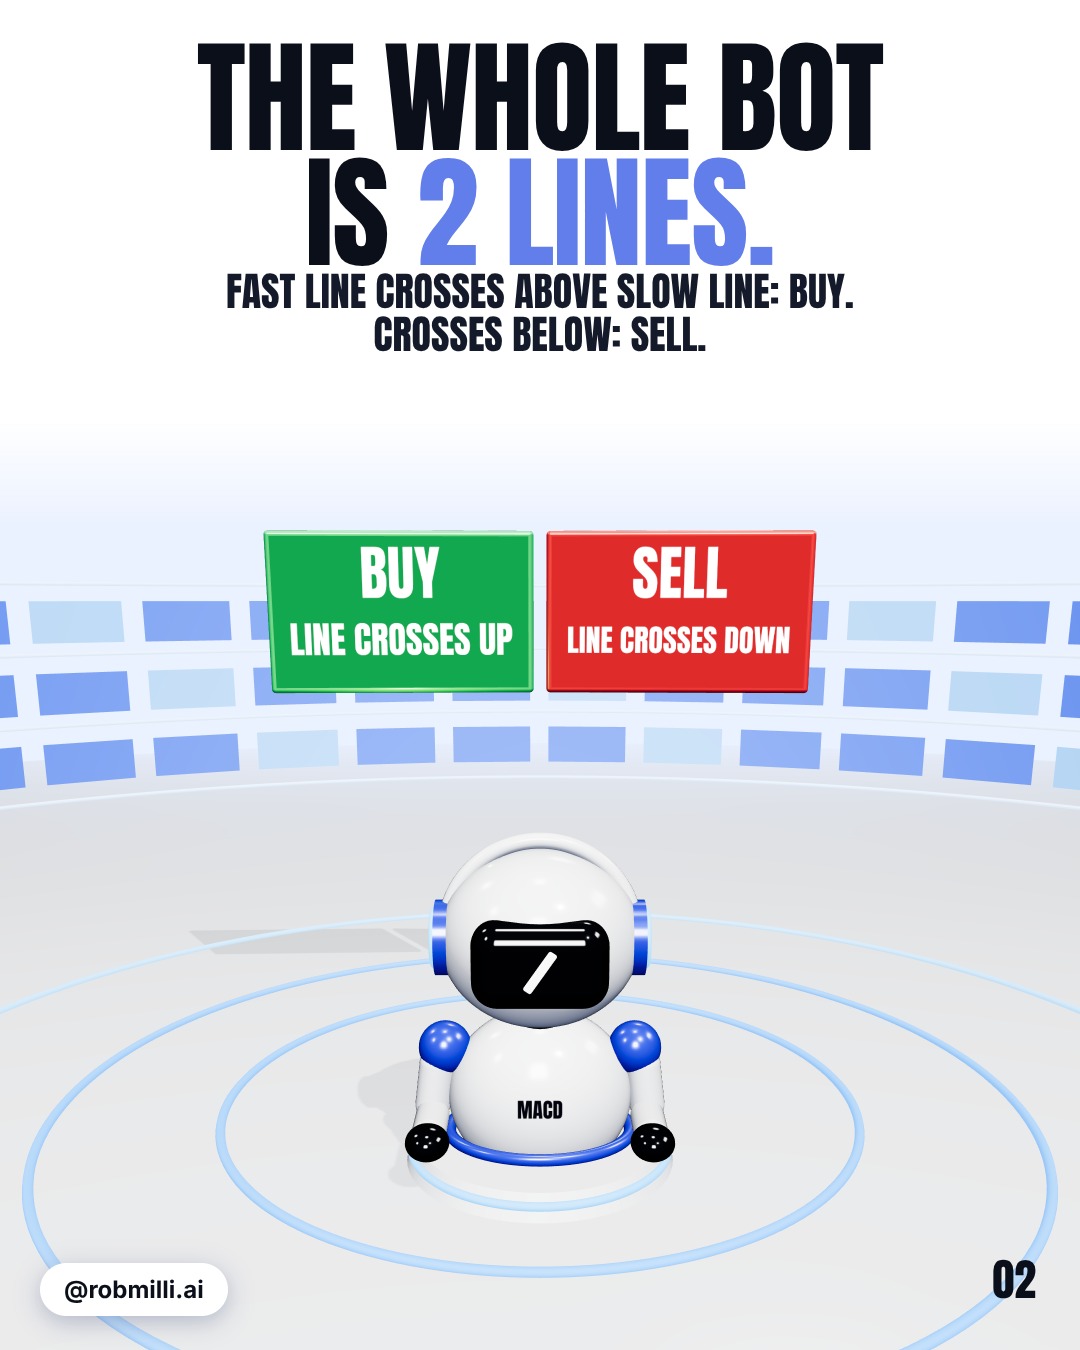 THE WHOLE BOT
IS 2 LINES.
FAST LINE CROSSES ABOVE SLOW LINE: BUY.
CROSSES BELOW: SELL.
BUY
LINE CROSSES UP
SELL
LINE CROSSES DOWN
MACD
@robmilli.ai
02